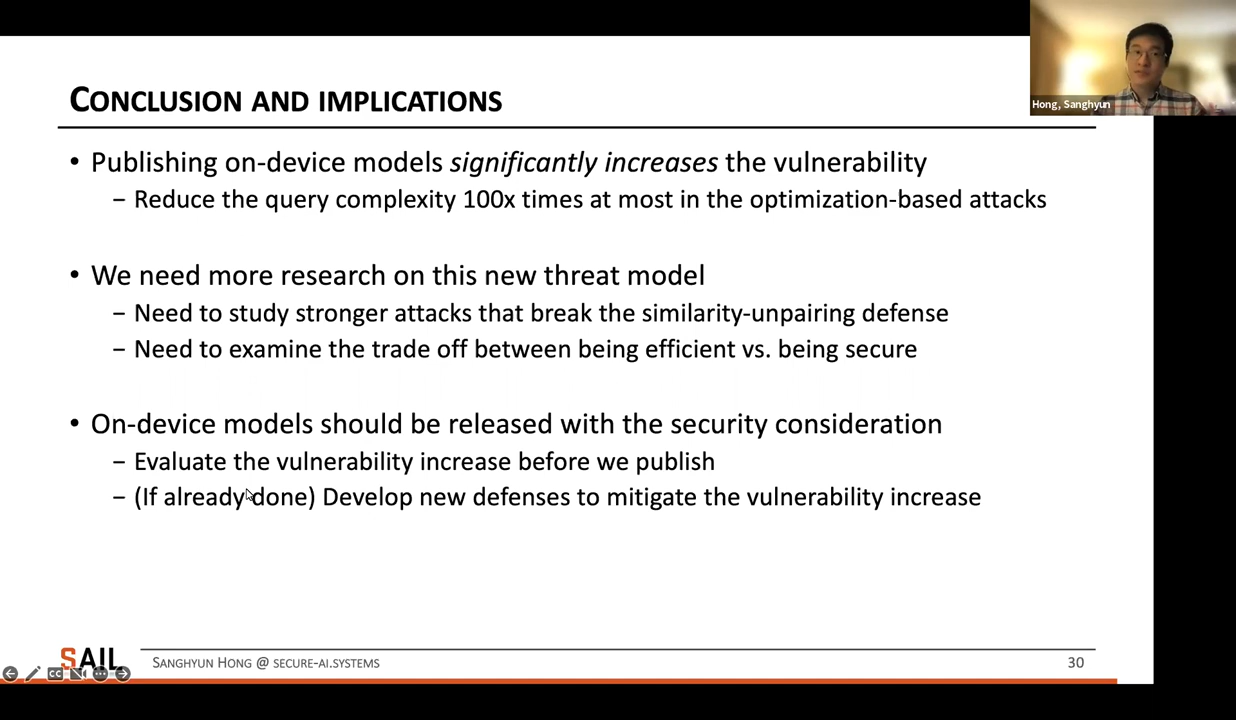 CONCLUSION AND IMPLICATIONS
Hong, Sanghyun
• Publishing on-device models significantly increases the vulnerability
– Reduce the query complexity 100x times at most in the optimization-based attacks
• We need more research on this new threat model
– Need to study stronger attacks that break the similarity-unpairing defense
– Need to examine the trade off between being efficient vs. being secure
• On-device models should be released with the security consideration
– Evaluate the vulnerability increase before we publish
– (If already done) Develop new defenses to mitigate the vulnerability increase
SAIL
SANGHYUN HONG @ SECURE-AI.SYSTEMS
30
CC